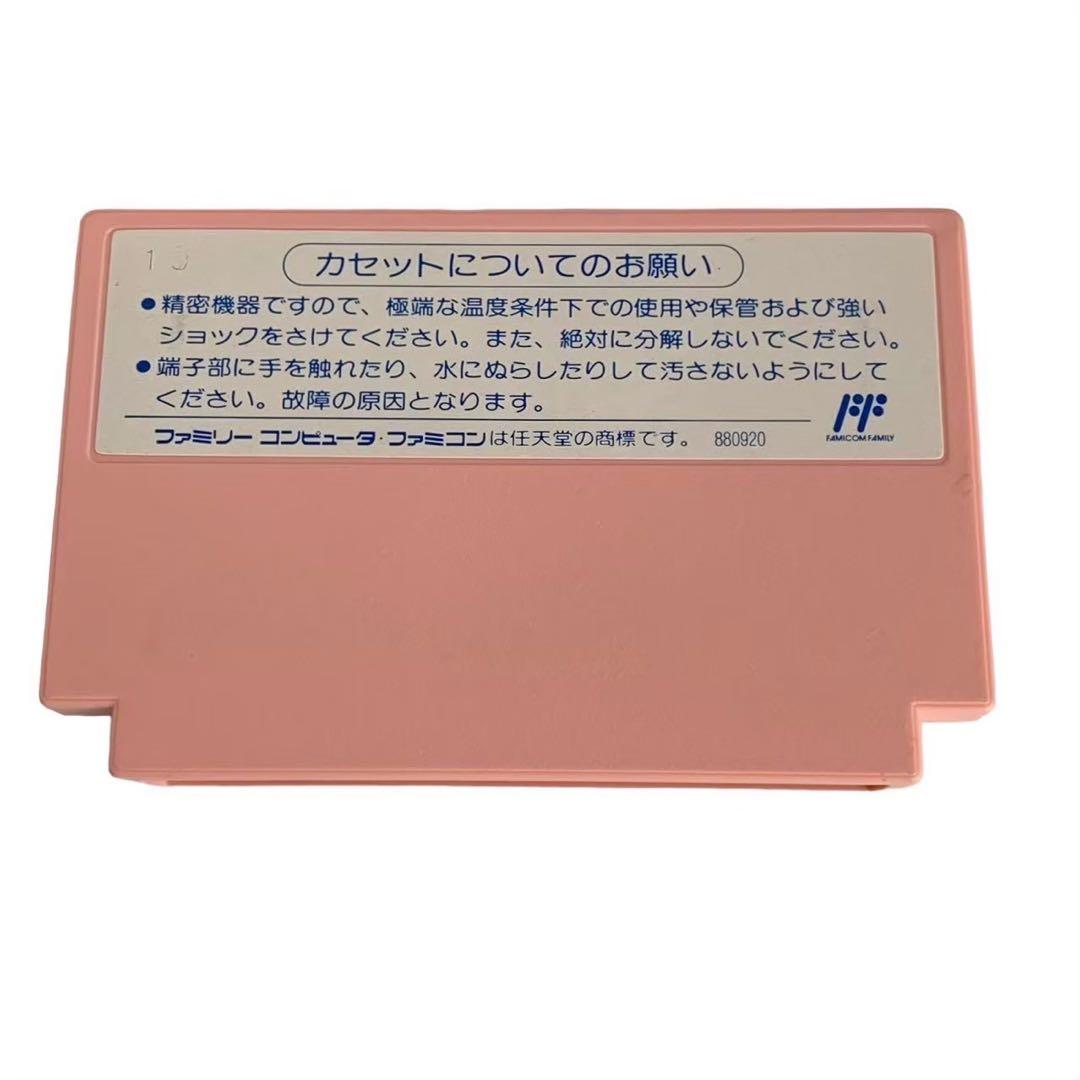 カセットについてのお願い
●精密機器ですので、極端な温度条件下での使用や保管および強い
ショックをさけてください。また、絶対に分解しないでください。
●端子部に手を触れたり、水にぬらしたりして汚さないようにして
ください。故障の原因となります。
FAMICOM FAMILY
ファミリー コンピュータ・ファミコンは任天堂の商標です。 880920